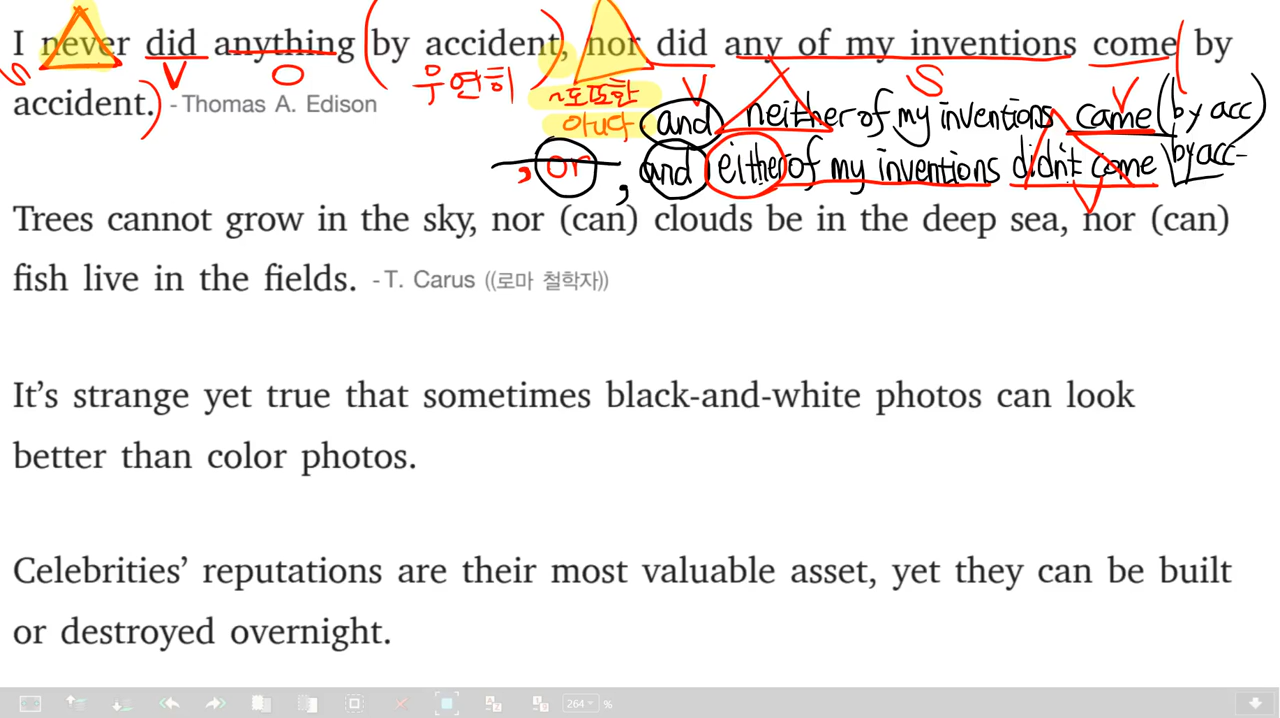 I never did anything (by accident, nor did any of my inventions come (by
S V O 우연히) ~도또한 V S V
아니다. and neither of my inventions came (by acc)
accident.) - Thomas A. Edison
, or , and either of my inventions didn't come (by acc-
V
Trees cannot grow in the sky, nor (can) clouds be in the deep sea, nor (can)
fish live in the fields. - T. Carus ((로마 철학자))
It’s strange yet true that sometimes black-and-white photos can look
better than color photos.
Celebrities’ reputations are their most valuable asset, yet they can be built
or destroyed overnight.
264 %